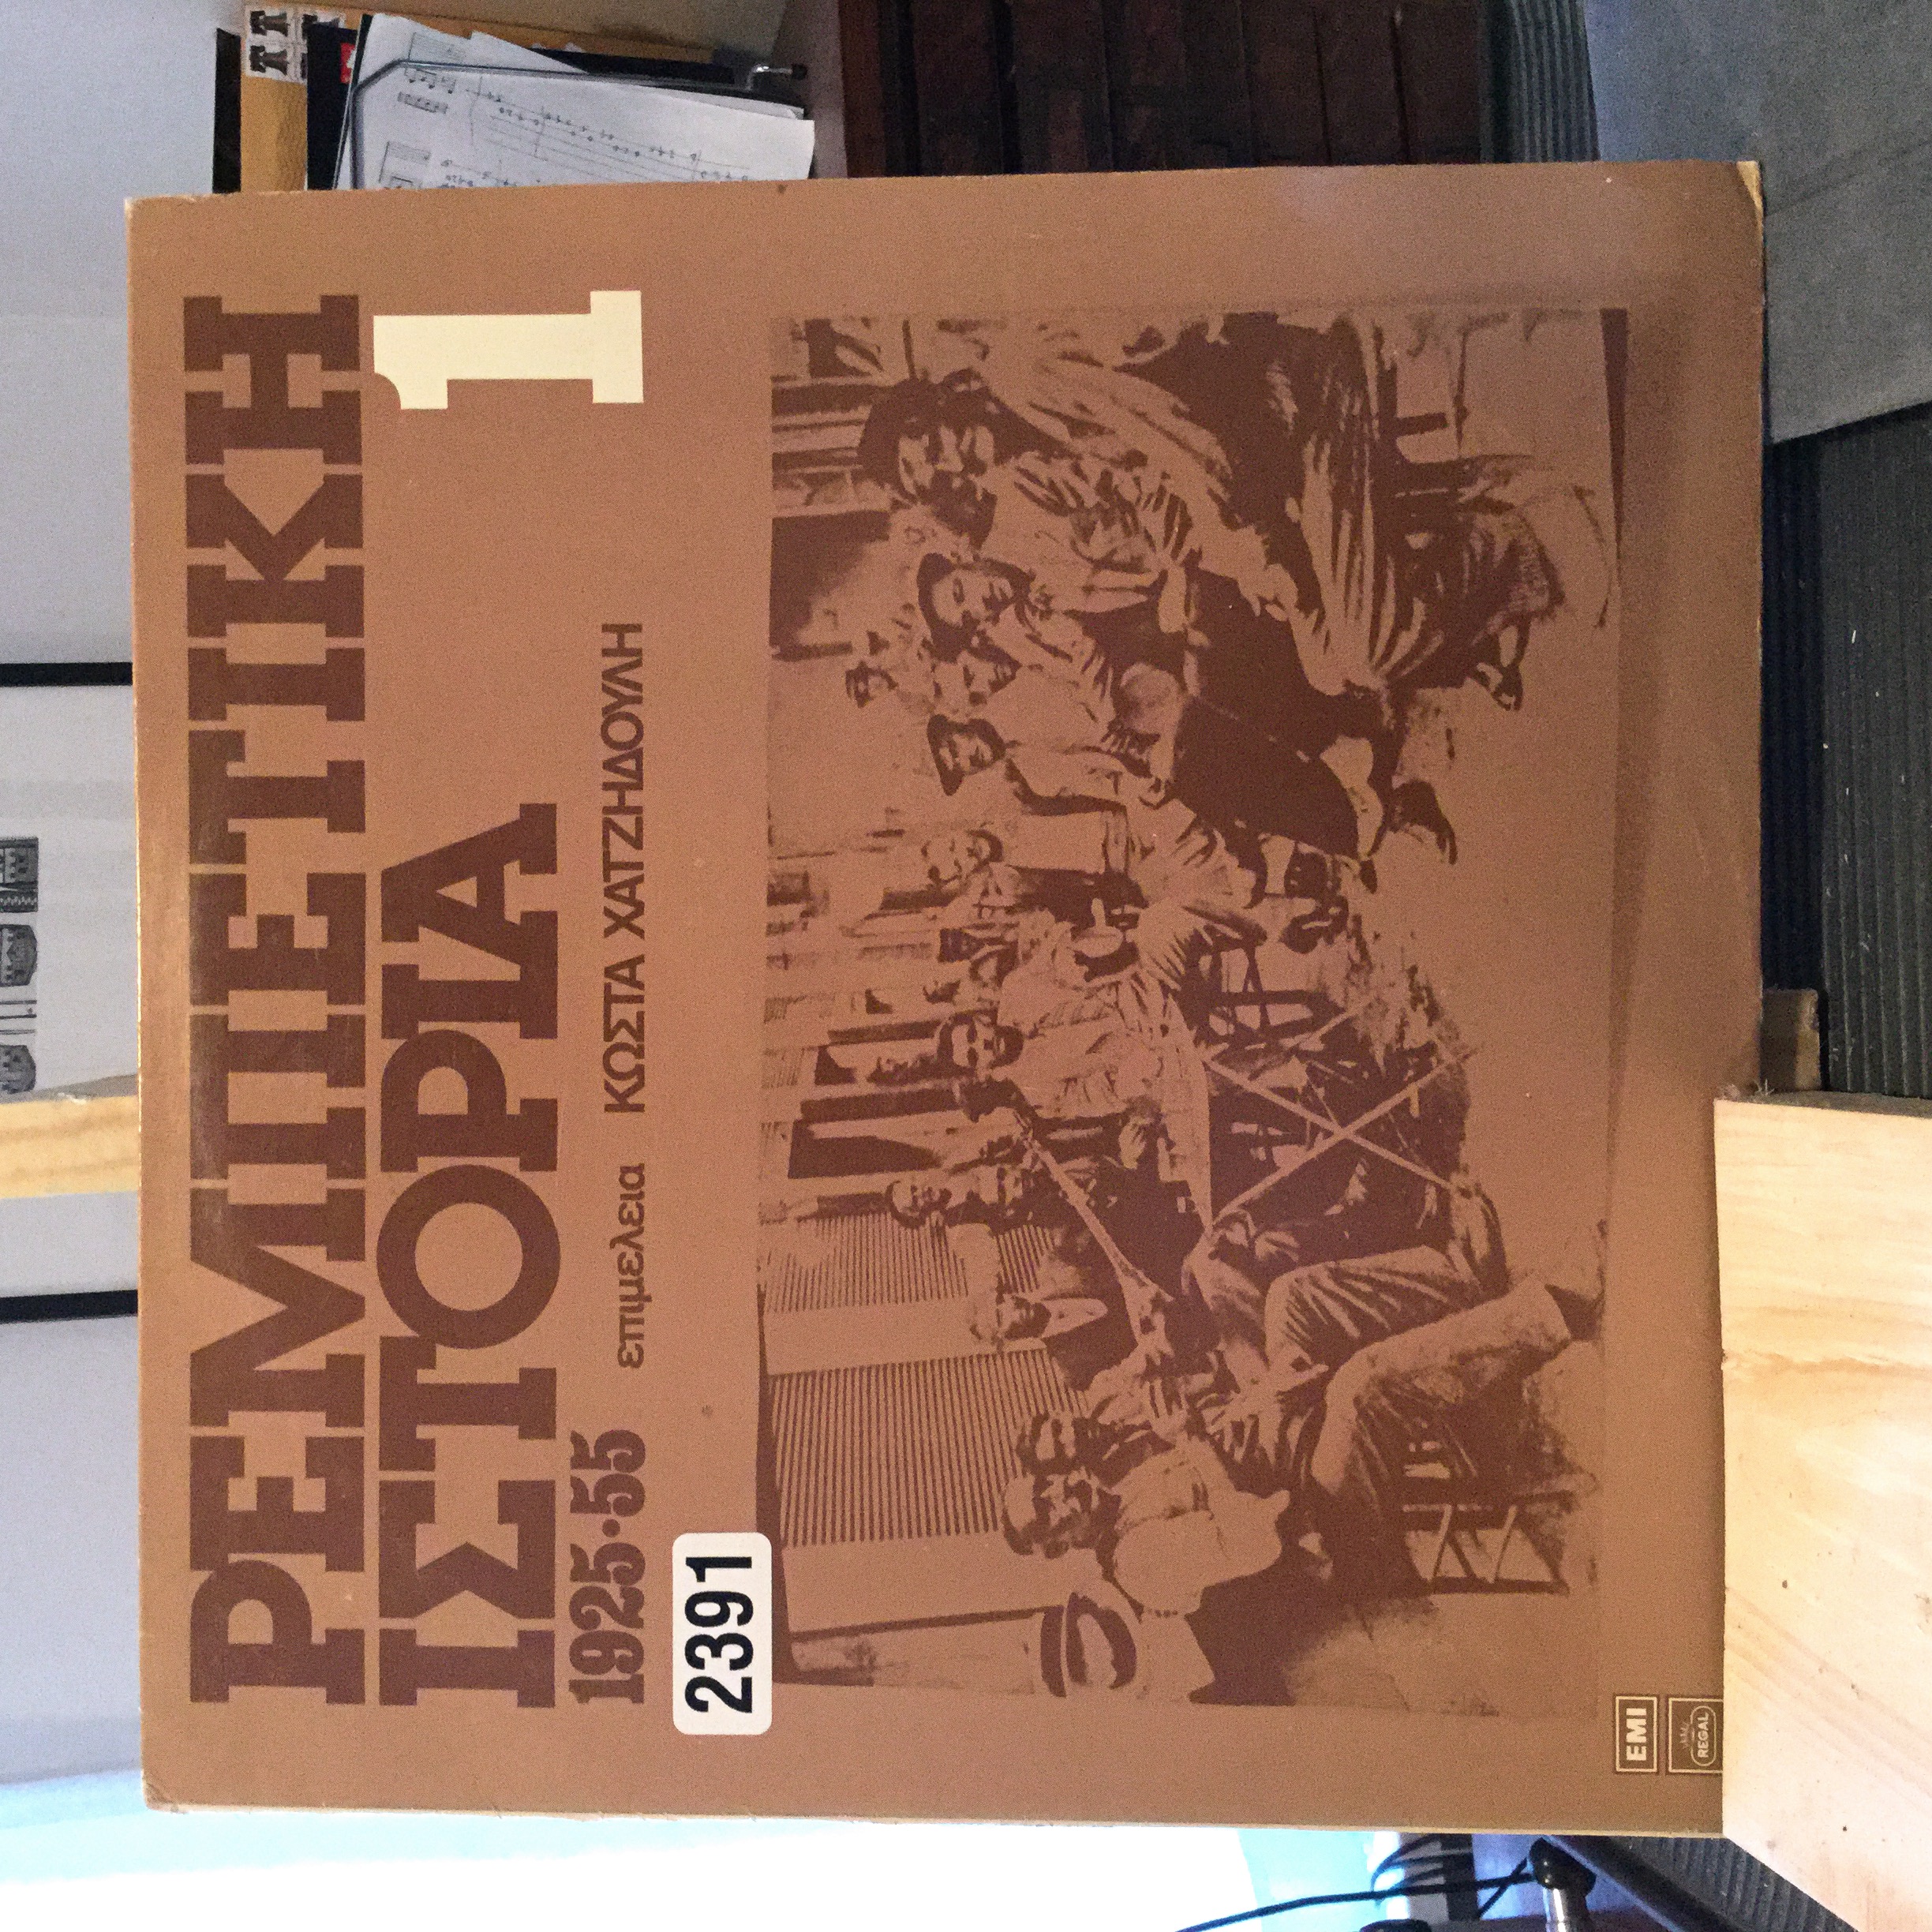 ΡΕΜΠΕΤΙΚΗ
ΙΣΤΟΡΙΑ 1
1925·55 επιμελεια ΚΩΣΤΑ ΧΑΤΖΗΔΟΥΛΗ
2391
EMI
REGAL